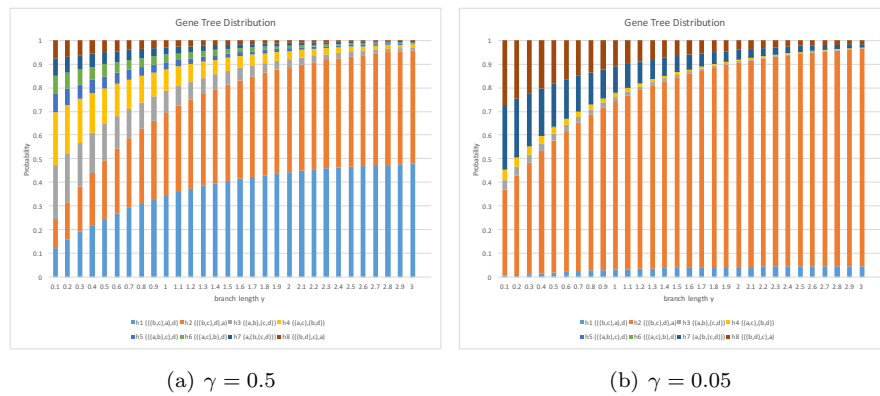 Gene Tree Distribution
1
0.9
0.8
0.7
0.6
0.5
0.4
0.3
0.2
0.1
0
Probability
0.1 0.2 0.3 0.4 0.5 0.6 0.7 0.8 0.9 1 1.1 1.2 1.3 1.4 1.5 1.6 1.7 1.8 1.9 2 2.1 2.2 2.3 2.4 2.5 2.6 2.7 2.8 2.9 3
branch length y
h1 (((b,c),a),d) h2 (((b,c),d),a) h3 ((a,b),(c,d)) h4 ((a,c),(b,d))
h5 (((a,b),c),d) h6 (((a,c),b),d) h7 (a,(b,(c,d))) h8 (((b,d),c),a)
(a) γ = 0.5
Gene Tree Distribution
1
0.9
0.8
0.7
0.6
0.5
0.4
0.3
0.2
0.1
0
Probability
0.1 0.2 0.3 0.4 0.5 0.6 0.7 0.8 0.9 1 1.1 1.2 1.3 1.4 1.5 1.6 1.7 1.8 1.9 2 2.1 2.2 2.3 2.4 2.5 2.6 2.7 2.8 2.9 3
branch length y
h1 (((b,c),a),d) h2 (((b,c),d),a) h3 ((a,b),(c,d)) h4 ((a,c),(b,d))
h5 (((a,b),c),d) h6 (((a,c),b),d) h7 (a,(b,(c,d))) h8 (((b,d),c),a)
(b) γ = 0.05